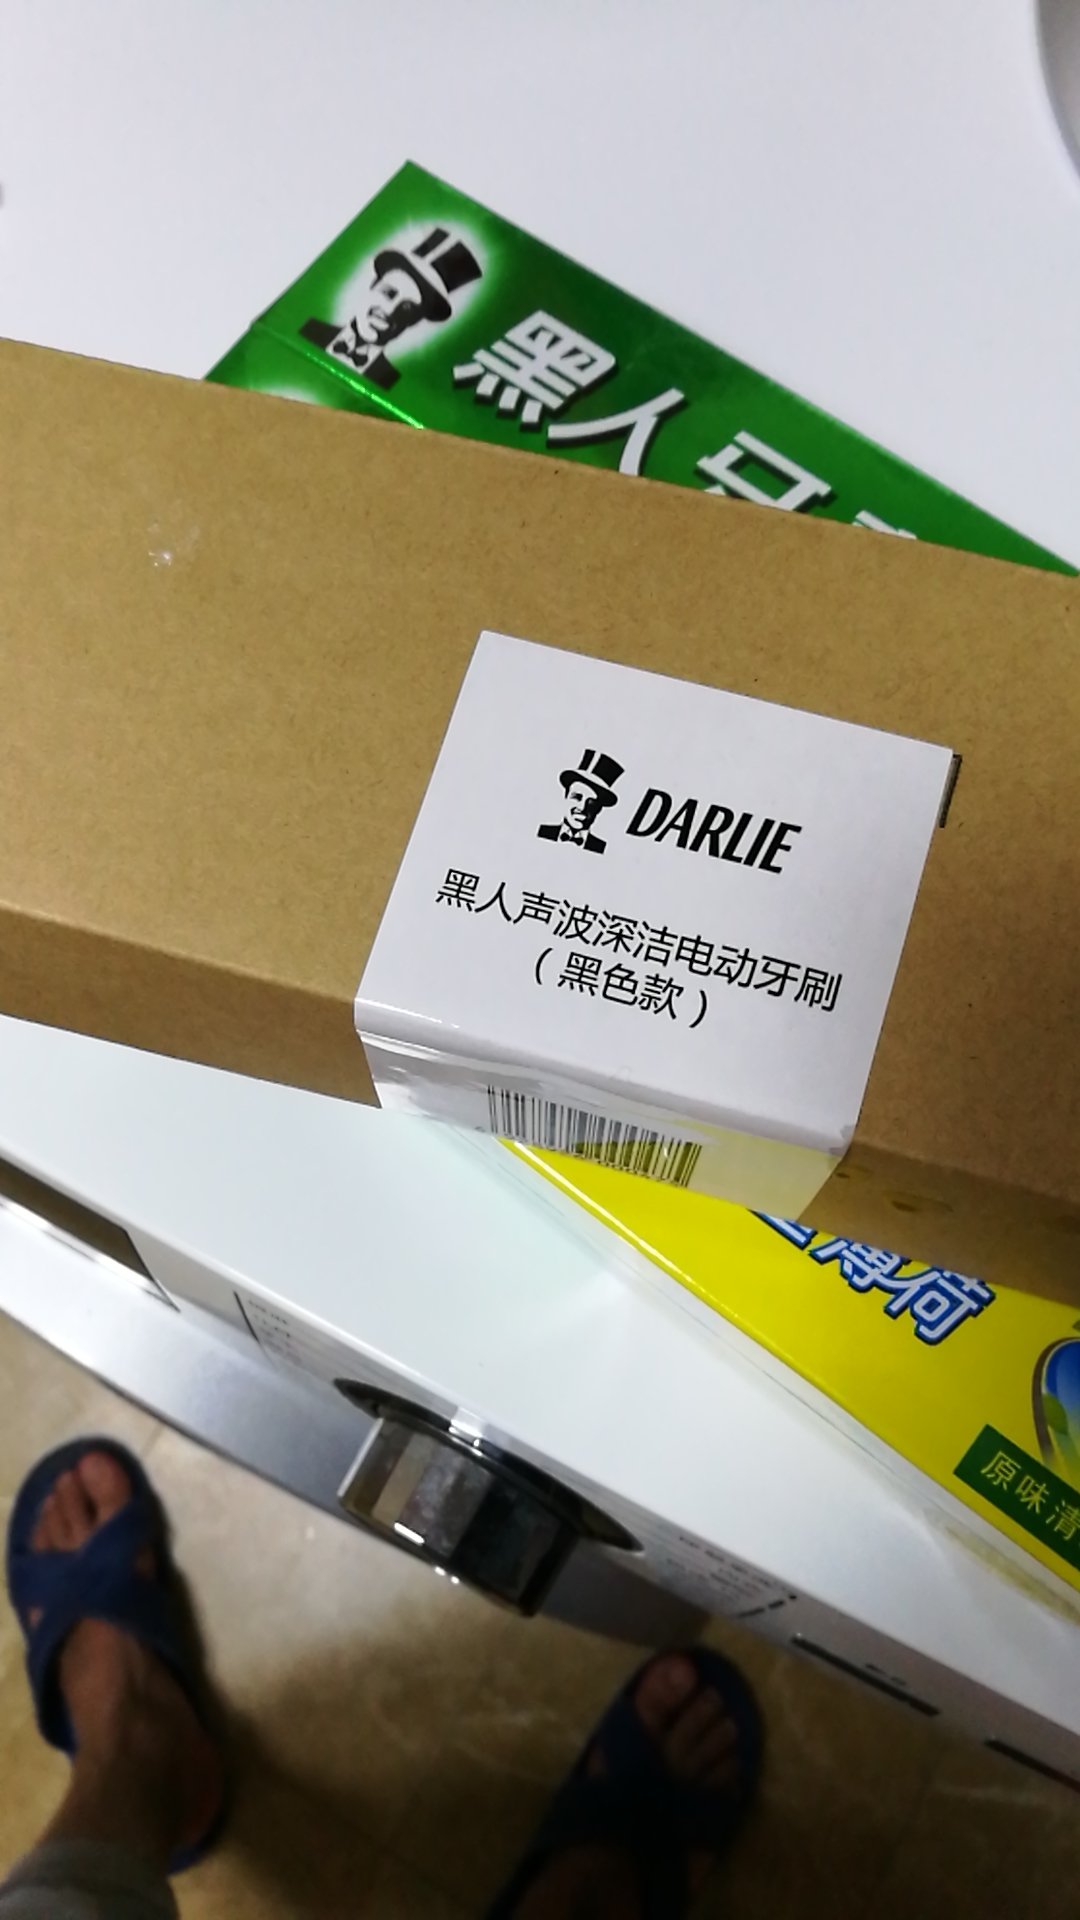 黑人牙
DARLIE
黑人声波深洁电动牙刷
（黑色款）
薄荷
原味清